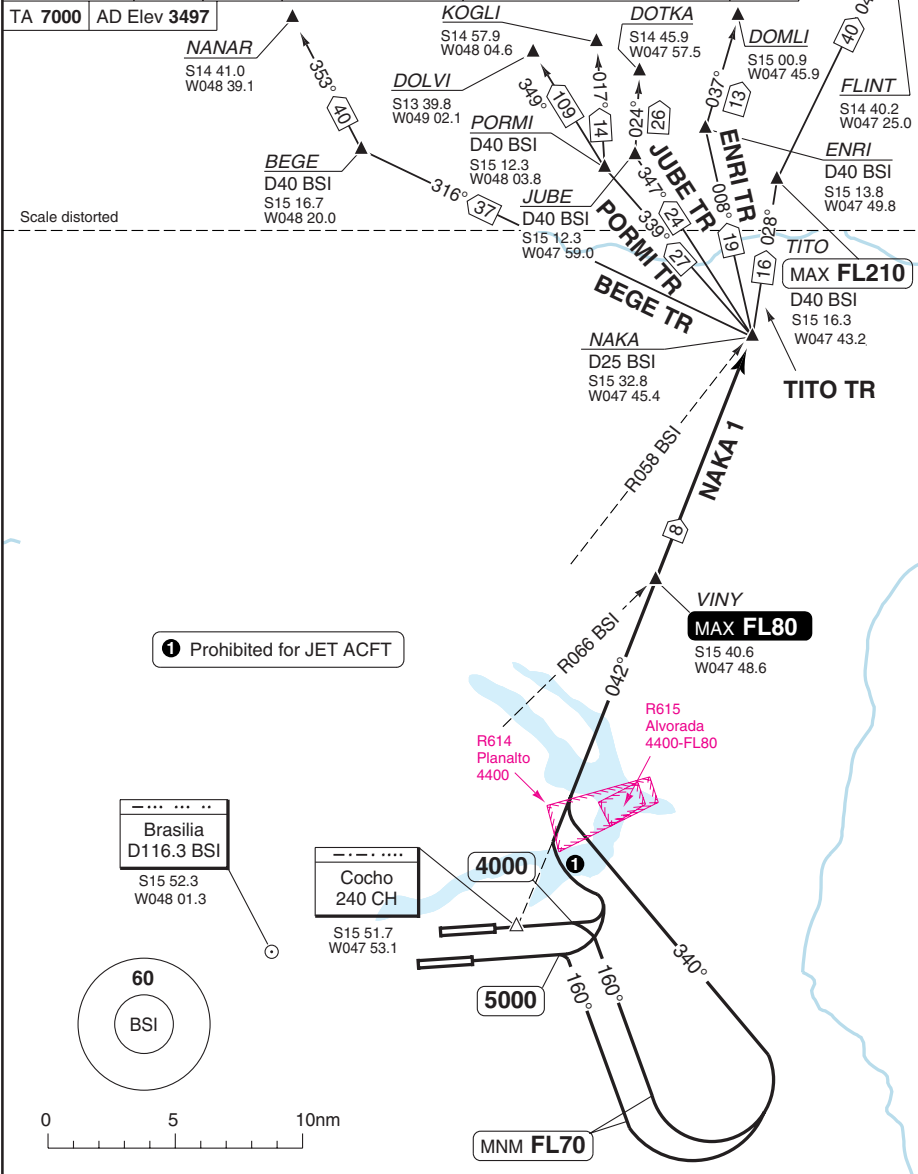 TA 7000 AD Elev 3497
KOGLI
S14 57.9
W048 04.6
DOTKA
S14 45.9
W047 57.5
DOMLI
S15 00.9
W047 45.9
NANAR
S14 41.0
W048 39.1
DOLVI
S13 39.8
W049 02.1
FLINT
S14 40.2
W047 25.0
353°
40
349°
109
017°
14
024°
26
037°
13
40
04
PORMI
D40 BSI
S15 12.3
W048 03.8
ENRI
D40 BSI
S15 13.8
W047 49.8
BEGE
D40 BSI
S15 16.7
W048 20.0
JUBE
D40 BSI
S15 12.3
W047 59.0
316°
37
339°
27
347°
24
008°
19
028°
16
PORMI TR
JUBE TR
ENRI TR
BEGE TR
Scale distorted
TITO
MAX FL210
D40 BSI
S15 16.3
W047 43.2
TITO TR
NAKA
D25 BSI
S15 32.8
W047 45.4
R058 BSI
NAKA 1
8
VINY
MAX FL80
S15 40.6
W047 48.6
R066 BSI
042°
1 Prohibited for JET ACFT
R614
Planalto
4400
R615
Alvorada
4400-FL80
Brasilia
D116.3 BSI
S15 52.3
W048 01.3
Cocho
240 CH
S15 51.7
W047 53.1
1
4000
5000
160°
160°
340°
MNM FL70
60
BSI
0 5 10nm